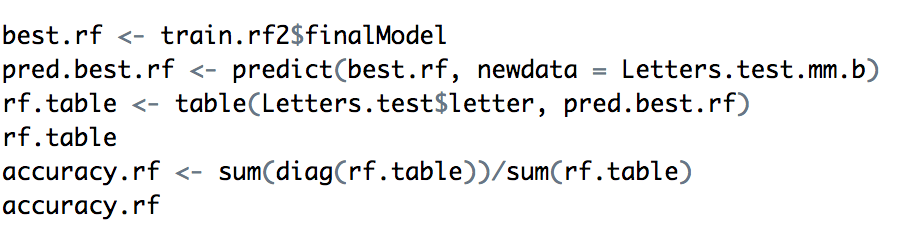 best.rf <- train.rf2$finalModel
pred.best.rf <- predict(best.rf, newdata = Letters.test.mm.b)
rf.table <- table(Letters.test$letter, pred.best.rf)
rf.table
accuracy.rf <- sum(diag(rf.table))/sum(rf.table)
accuracy.rf